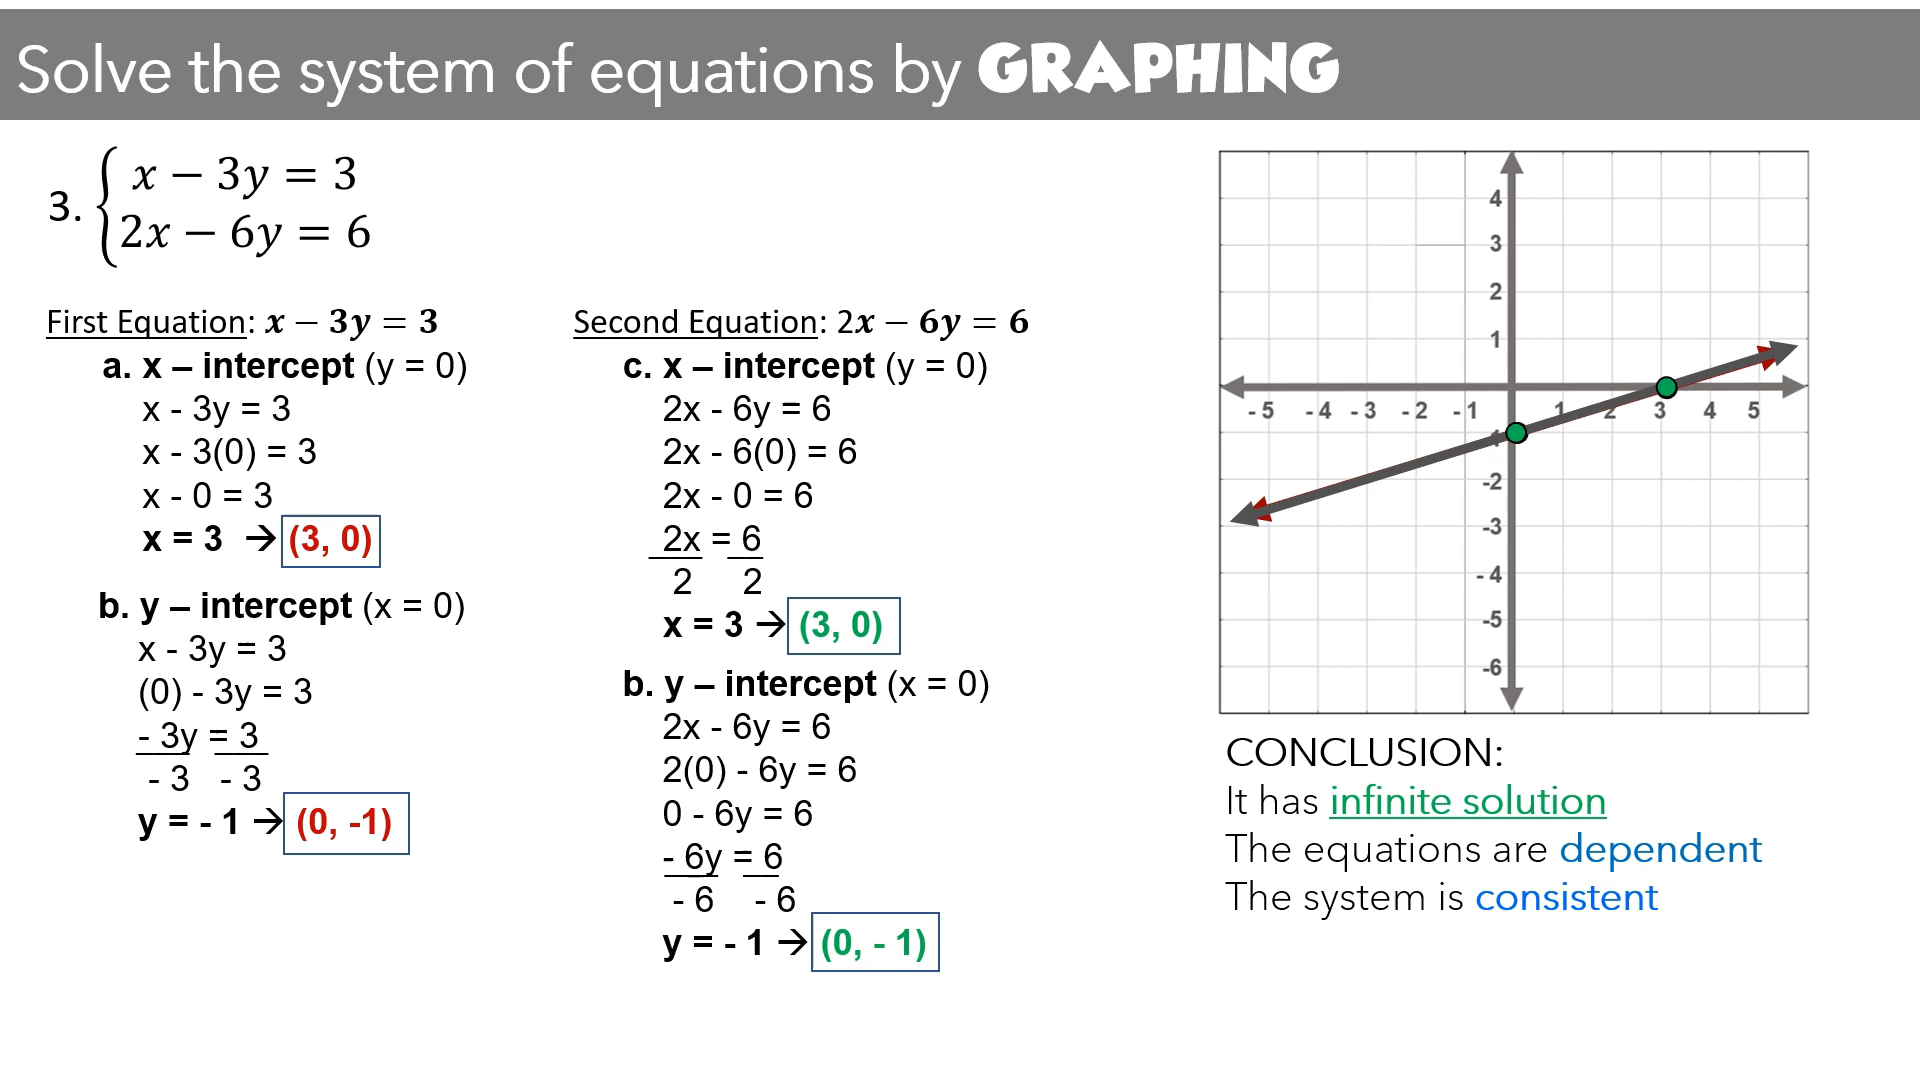 Solve the system of equations by GRAPHING
3. { x − 3y = 3
2x − 6y = 6
First Equation: x − 3y = 3
a. x – intercept (y = 0)
x - 3y = 3
x - 3(0) = 3
x - 0 = 3
x = 3 → (3, 0)
b. y – intercept (x = 0)
x - 3y = 3
(0) - 3y = 3
- 3y = 3
- 3 - 3
y = - 1 → (0, -1)
Second Equation: 2x − 6y = 6
c. x – intercept (y = 0)
2x - 6y = 6
2x - 6(0) = 6
2x - 0 = 6
2x = 6
2 2
x = 3 → (3, 0)
b. y – intercept (x = 0)
2x - 6y = 6
2(0) - 6y = 6
0 - 6y = 6
- 6y = 6
- 6 - 6
y = - 1 → (0, - 1)
4
3
2
1
- 5 - 4 - 3 - 2 - 1 1 2 3 4 5
-2
-3
- 4
-5
-6
CONCLUSION:
It has infinite solution
The equations are dependent
The system is consistent